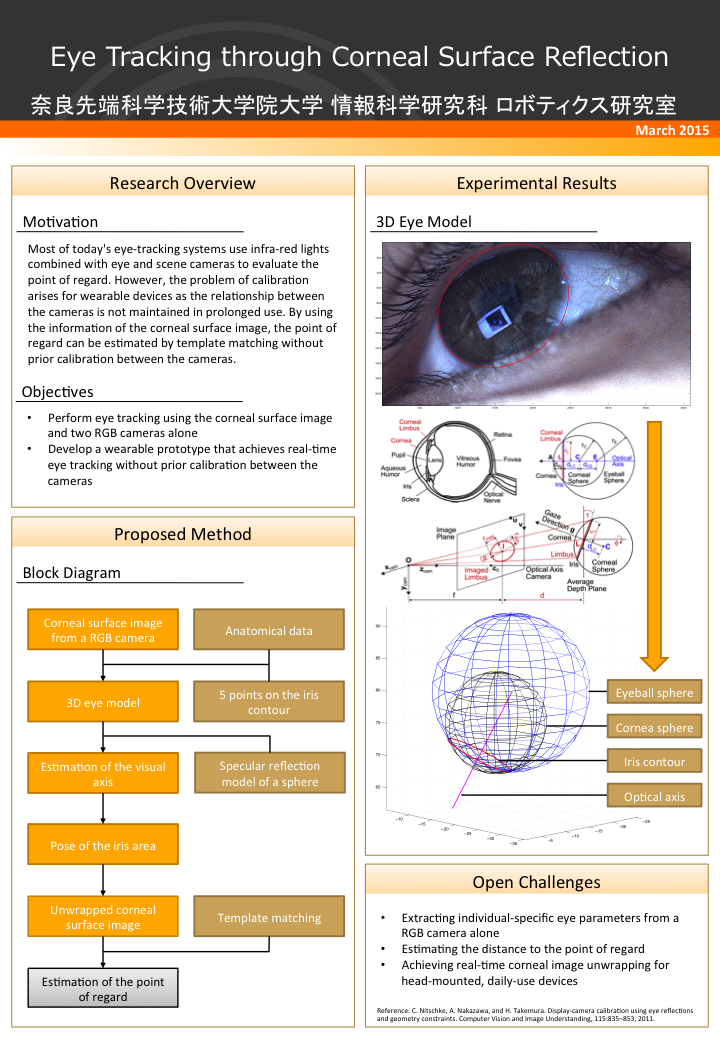 Eye Tracking through Corneal Surface Reflection
奈良先端科学技術大学院大学 情報科学研究科 ロボティクス研究室
March 2015
Research Overview
Motivation
Most of today's eye-tracking systems use infra-red lights
combined with eye and scene cameras to evaluate the
point of regard. However, the problem of calibration
arises for wearable devices as the relationship between
the cameras is not maintained in prolonged use. By using
the information of the corneal surface image, the point of
regard can be estimated by template matching without
prior calibration between the cameras.
Objectives
• Perform eye tracking using the corneal surface image
and two RGB cameras alone
• Develop a wearable prototype that achieves real-time
eye tracking without prior calibration between the
cameras
Proposed Method
Block Diagram
Corneal surface image
from a RGB camera
Anatomical data
3D eye model
5 points on the iris
contour
Estimation of the visual
axis
Specular reflection
model of a sphere
Pose of the iris area
Unwrapped corneal
surface image
Template matching
Estimation of the point
of regard
Experimental Results
3D Eye Model
Corneal
Limbus
Cornea
Pupil
Aqueous
Humor
Iris
Sclera
Lens
Vitreous
Humor
Retina
Fovea
Optical
Nerve
Corneal
Limbus
A
L
C
E
Optical
Axis
Cornea
Iris
Corneal
Sphere
Eyeball
Sphere
Image
Plane
Gaze
Direction g
Cornea
Limbus
Iris
Corneal
Sphere
Imaged
Limbus
Optical Axis
Camera
Average
Depth Plane
f
d
Eyeball sphere
Cornea sphere
Iris contour
Optical axis
Open Challenges
• Extracting individual-specific eye parameters from a
RGB camera alone
• Estimating the distance to the point of regard
• Achieving real-time corneal image unwrapping for
head-mounted, daily-use devices
Reference: C. Nitschke, A. Nakazawa, and H. Takemura. Display-camera calibration using eye reflections
and geometry constraints. Computer Vision and Image Understanding, 115:835–853, 2011.